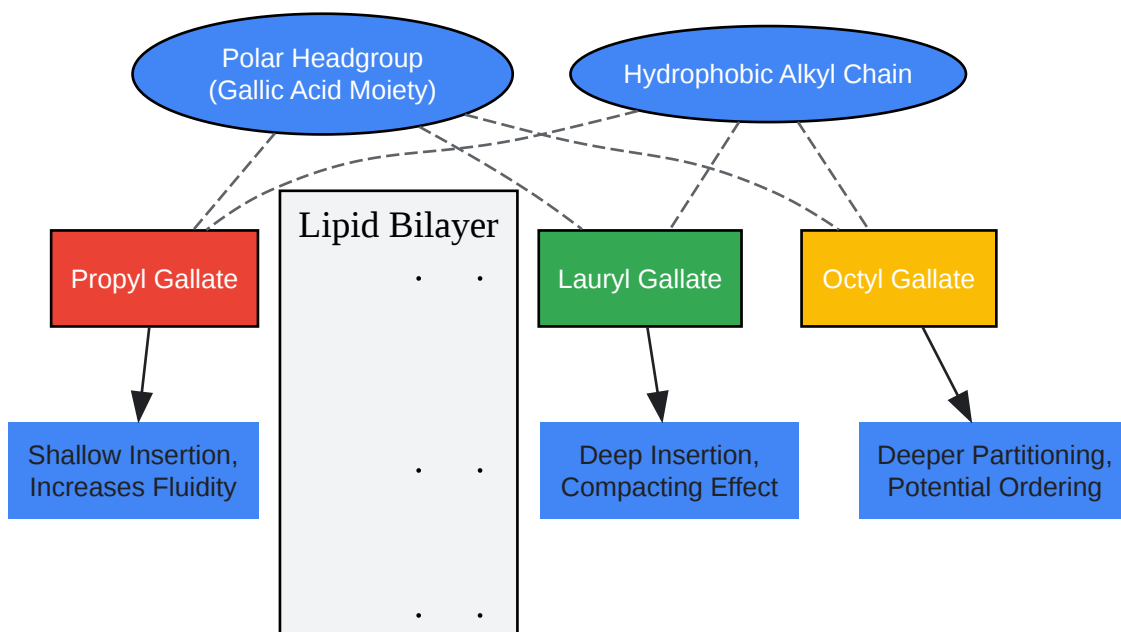 Polar Headgroup
(Gallic Acid Moiety)
Hydrophobic Alkyl Chain
Lipid Bilayer
Propyl Gallate
Lauryl Gallate
Octyl Gallate
Shallow Insertion,
Increases Fluidity
Deep Insertion,
Compacting Effect
Deeper Partitioning,
Potential Ordering